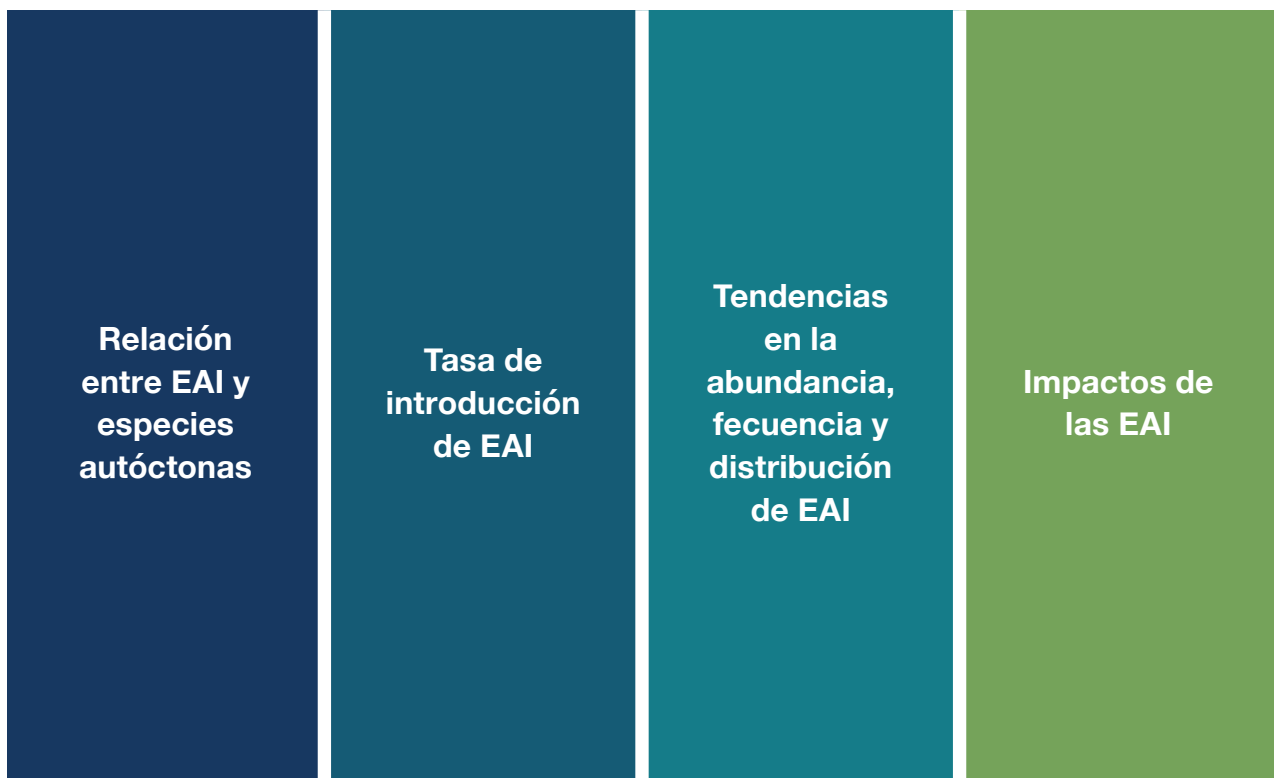 Relación
entre EAI y
especies
autóctonas
Tasa de
introducción
de EAI
Tendencias
en la
abundancia,
fecuencia y
distribución
de EAI
Impactos de
las EAI